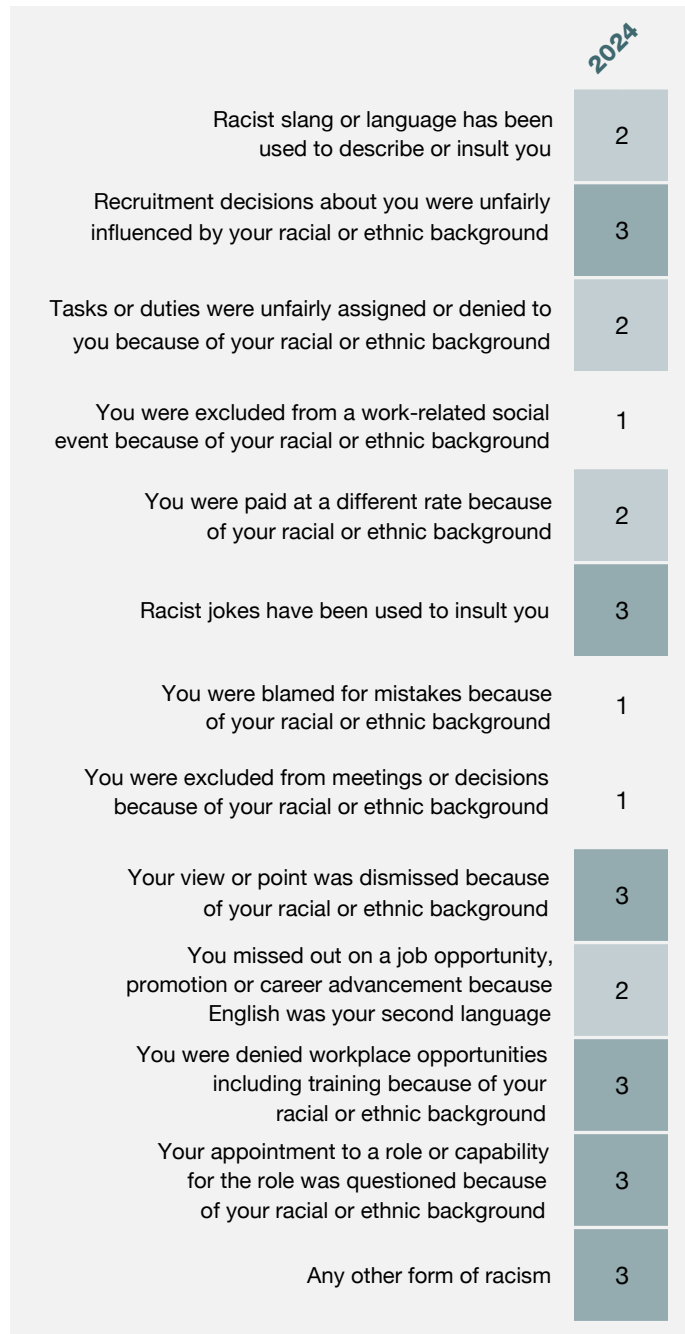 2024
Racist slang or language has been
used to describe or insult you
2
Recruitment decisions about you were unfairly
influenced by your racial or ethnic background
3
Tasks or duties were unfairly assigned or denied to
you because of your racial or ethnic background
2
You were excluded from a work-related social
event because of your racial or ethnic background
1
You were paid at a different rate because
of your racial or ethnic background
2
Racist jokes have been used to insult you
3
You were blamed for mistakes because
of your racial or ethnic background
1
You were excluded from meetings or decisions
because of your racial or ethnic background
1
Your view or point was dismissed because
of your racial or ethnic background
3
You missed out on a job opportunity,
promotion or career advancement because
English was your second language
2
You were denied workplace opportunities
including training because of your
racial or ethnic background
3
Your appointment to a role or capability
for the role was questioned because
of your racial or ethnic background
3
Any other form of racism
3